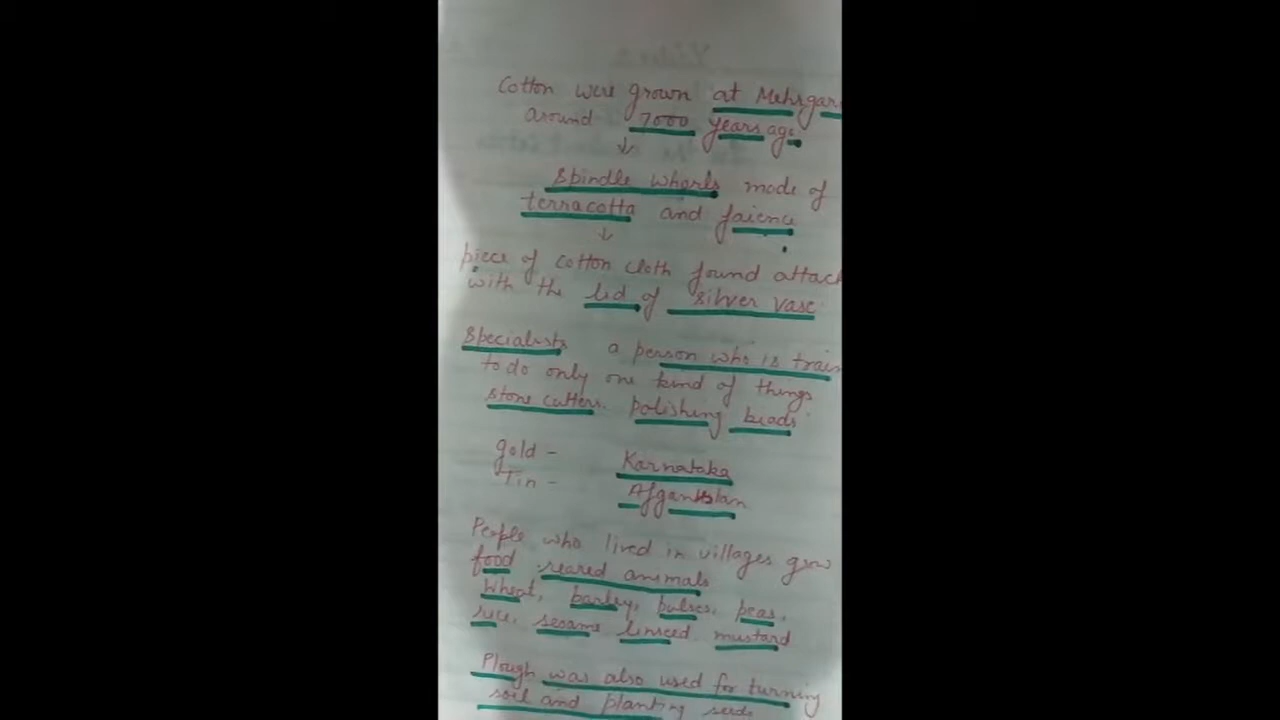 Cotton were grown at Mehrgar
around 7000 years ago
↓
Spindle whorls made of
terracotta and faience
↓
piece of cotton cloth found attach
with the lid of silver vase
Specialists a person who is train
to do only one kind of things
stone cutters. polishing beads
gold - Karnataka
Tin - Afganistan
People who lived in villages grow
food reared animals
Wheat, barley, pulses, peas,
rice, sesame linseed mustard
Plough was also used for turning
soil and planting seeds